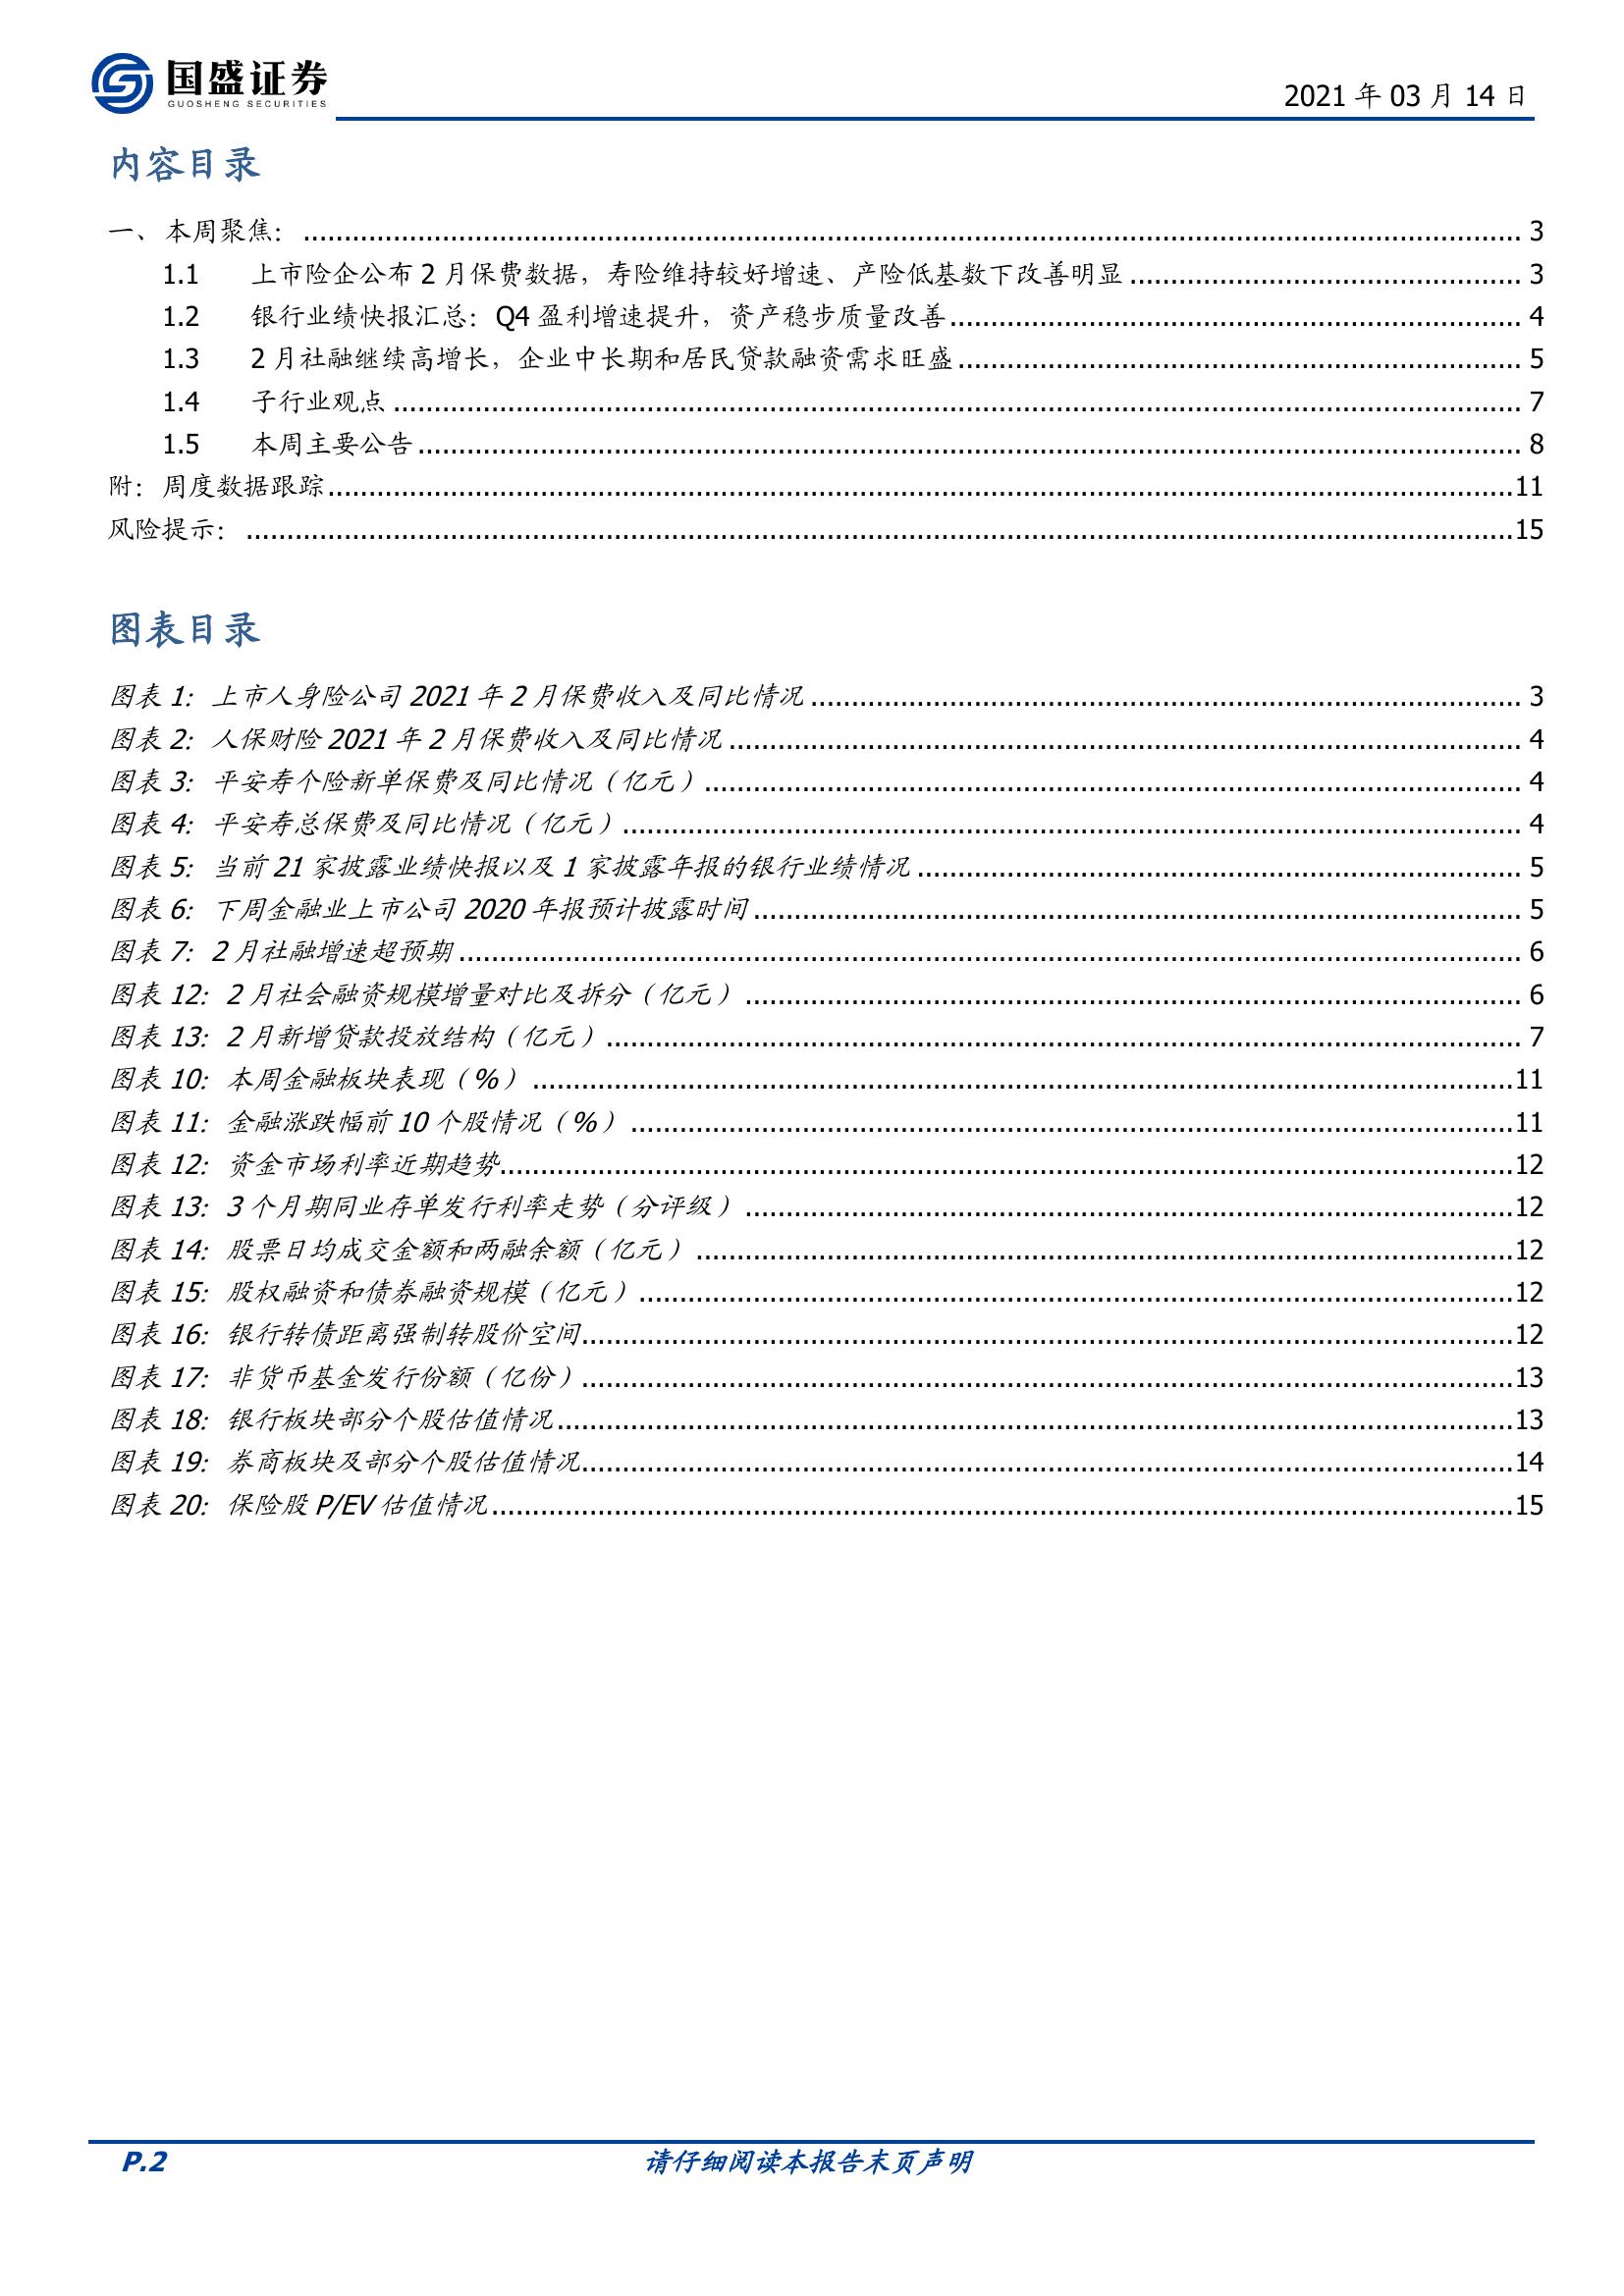 国盛证券
GUOSHENG SECURITIES
2021 年 03 月 14 日
内容目录
一、本周聚焦： 3
1.1 上市险企公布 2 月保费数据，寿险维持较好增速、产险低基数下改善明显 3
1.2 银行业绩快报汇总：Q4 盈利增速提升，资产稳步质量改善 4
1.3 2 月社融继续高增长，企业中长期和居民贷款融资需求旺盛 5
1.4 子行业观点 7
1.5 本周主要公告 8
附：周度数据跟踪 11
风险提示： 15
图表目录
图表 1：上市人身险公司 2021 年 2 月保费收入及同比情况 3
图表 2：人保财险 2021 年 2 月保费收入及同比情况 4
图表 3：平安寿个险新单保费及同比情况（亿元） 4
图表 4：平安寿总保费及同比情况（亿元） 4
图表 5：当前 21 家披露业绩快报以及 1 家披露年报的银行业绩情况 5
图表 6：下周金融业上市公司 2020 年报预计披露时间 5
图表 7：2 月社融增速超预期 6
图表 12：2 月社会融资规模增量对比及拆分（亿元） 6
图表 13：2 月新增贷款投放结构（亿元） 7
图表 10：本周金融板块表现（%） 11
图表 11：金融涨跌幅前 10 个股情况（%） 11
图表 12：资金市场利率近期趋势 12
图表 13：3 个月期同业存单发行利率走势（分评级） 12
图表 14：股票日均成交金额和两融余额（亿元） 12
图表 15：股权融资和债券融资规模（亿元） 12
图表 16：银行转债距离强制转股价空间 12
图表 17：非货币基金发行份额（亿份） 13
图表 18：银行板块部分个股估值情况 13
图表 19：券商板块及部分个股估值情况 14
图表 20：保险股 P/EV 估值情况 15
P.2 请仔细阅读本报告末页声明